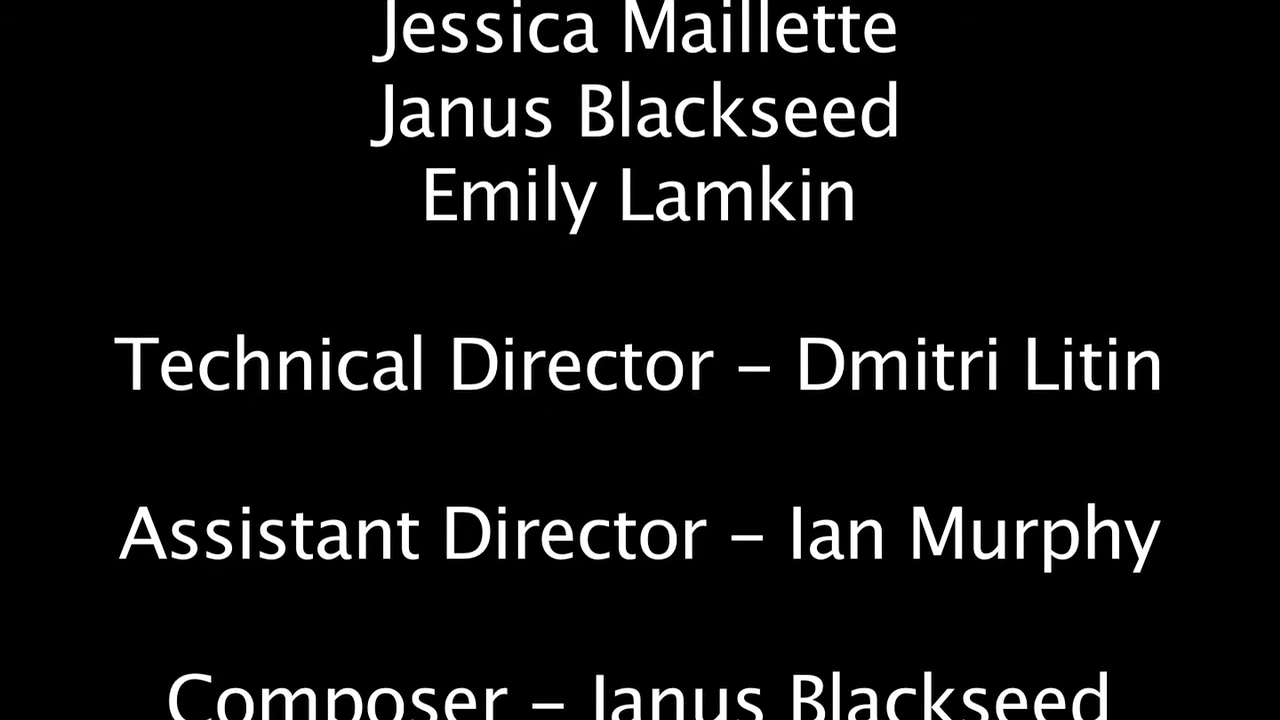 Jessica Maillette
Janus Blackseed
Emily Lamkin
Technical Director – Dmitri Litin
Assistant Director – Ian Murphy
Composer – Janus Blackseed